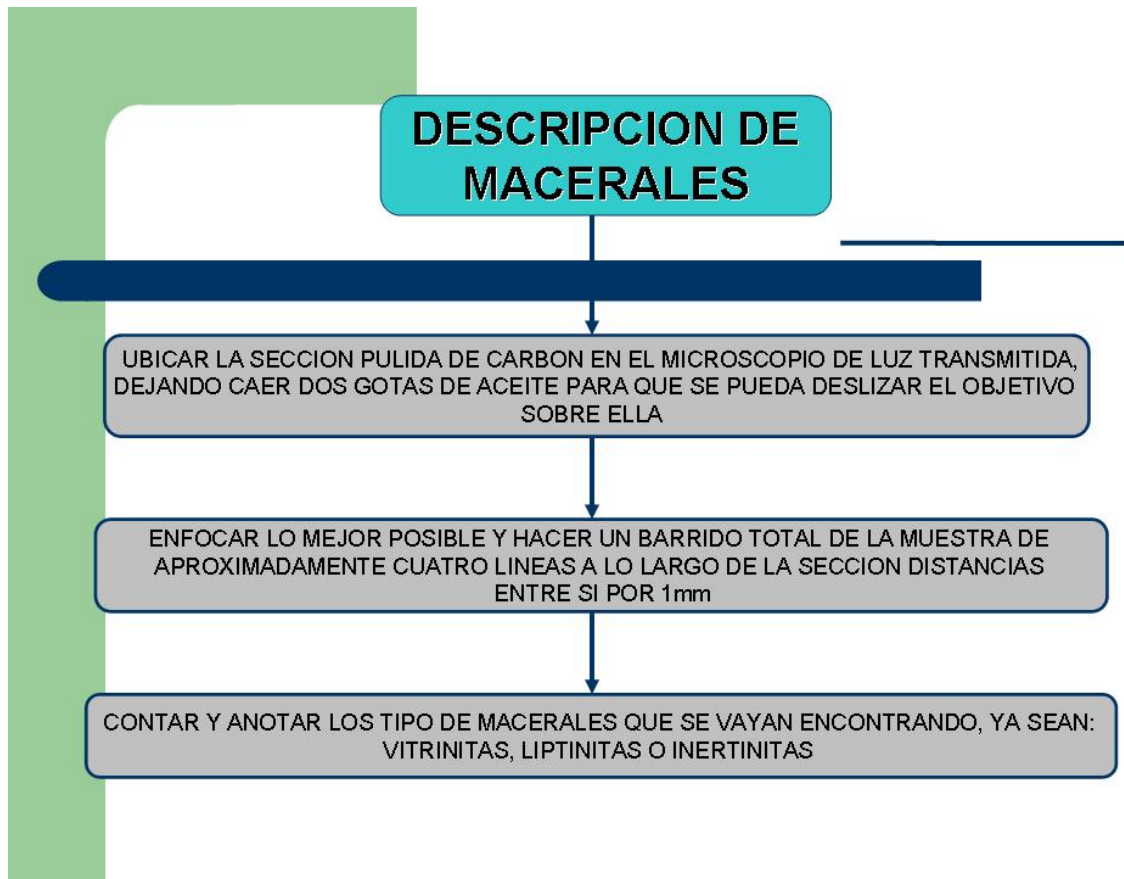 DESCRIPCION DE
MACERALES
UBICAR LA SECCION PULIDA DE CARBON EN EL MICROSCOPIO DE LUZ TRANSMITIDA,
DEJANDO CAER DOS GOTAS DE ACEITE PARA QUE SE PUEDA DESLIZAR EL OBJETIVO
SOBRE ELLA
ENFOCAR LO MEJOR POSIBLE Y HACER UN BARRIDO TOTAL DE LA MUESTRA DE
APROXIMADAMENTE CUATRO LINEAS A LO LARGO DE LA SECCION DISTANCIAS
ENTRE SI POR 1mm
CONTAR Y ANOTAR LOS TIPO DE MACERALES QUE SE VAYAN ENCONTRANDO, YA SEAN:
VITRINITAS, LIPTINITAS O INERTINITAS